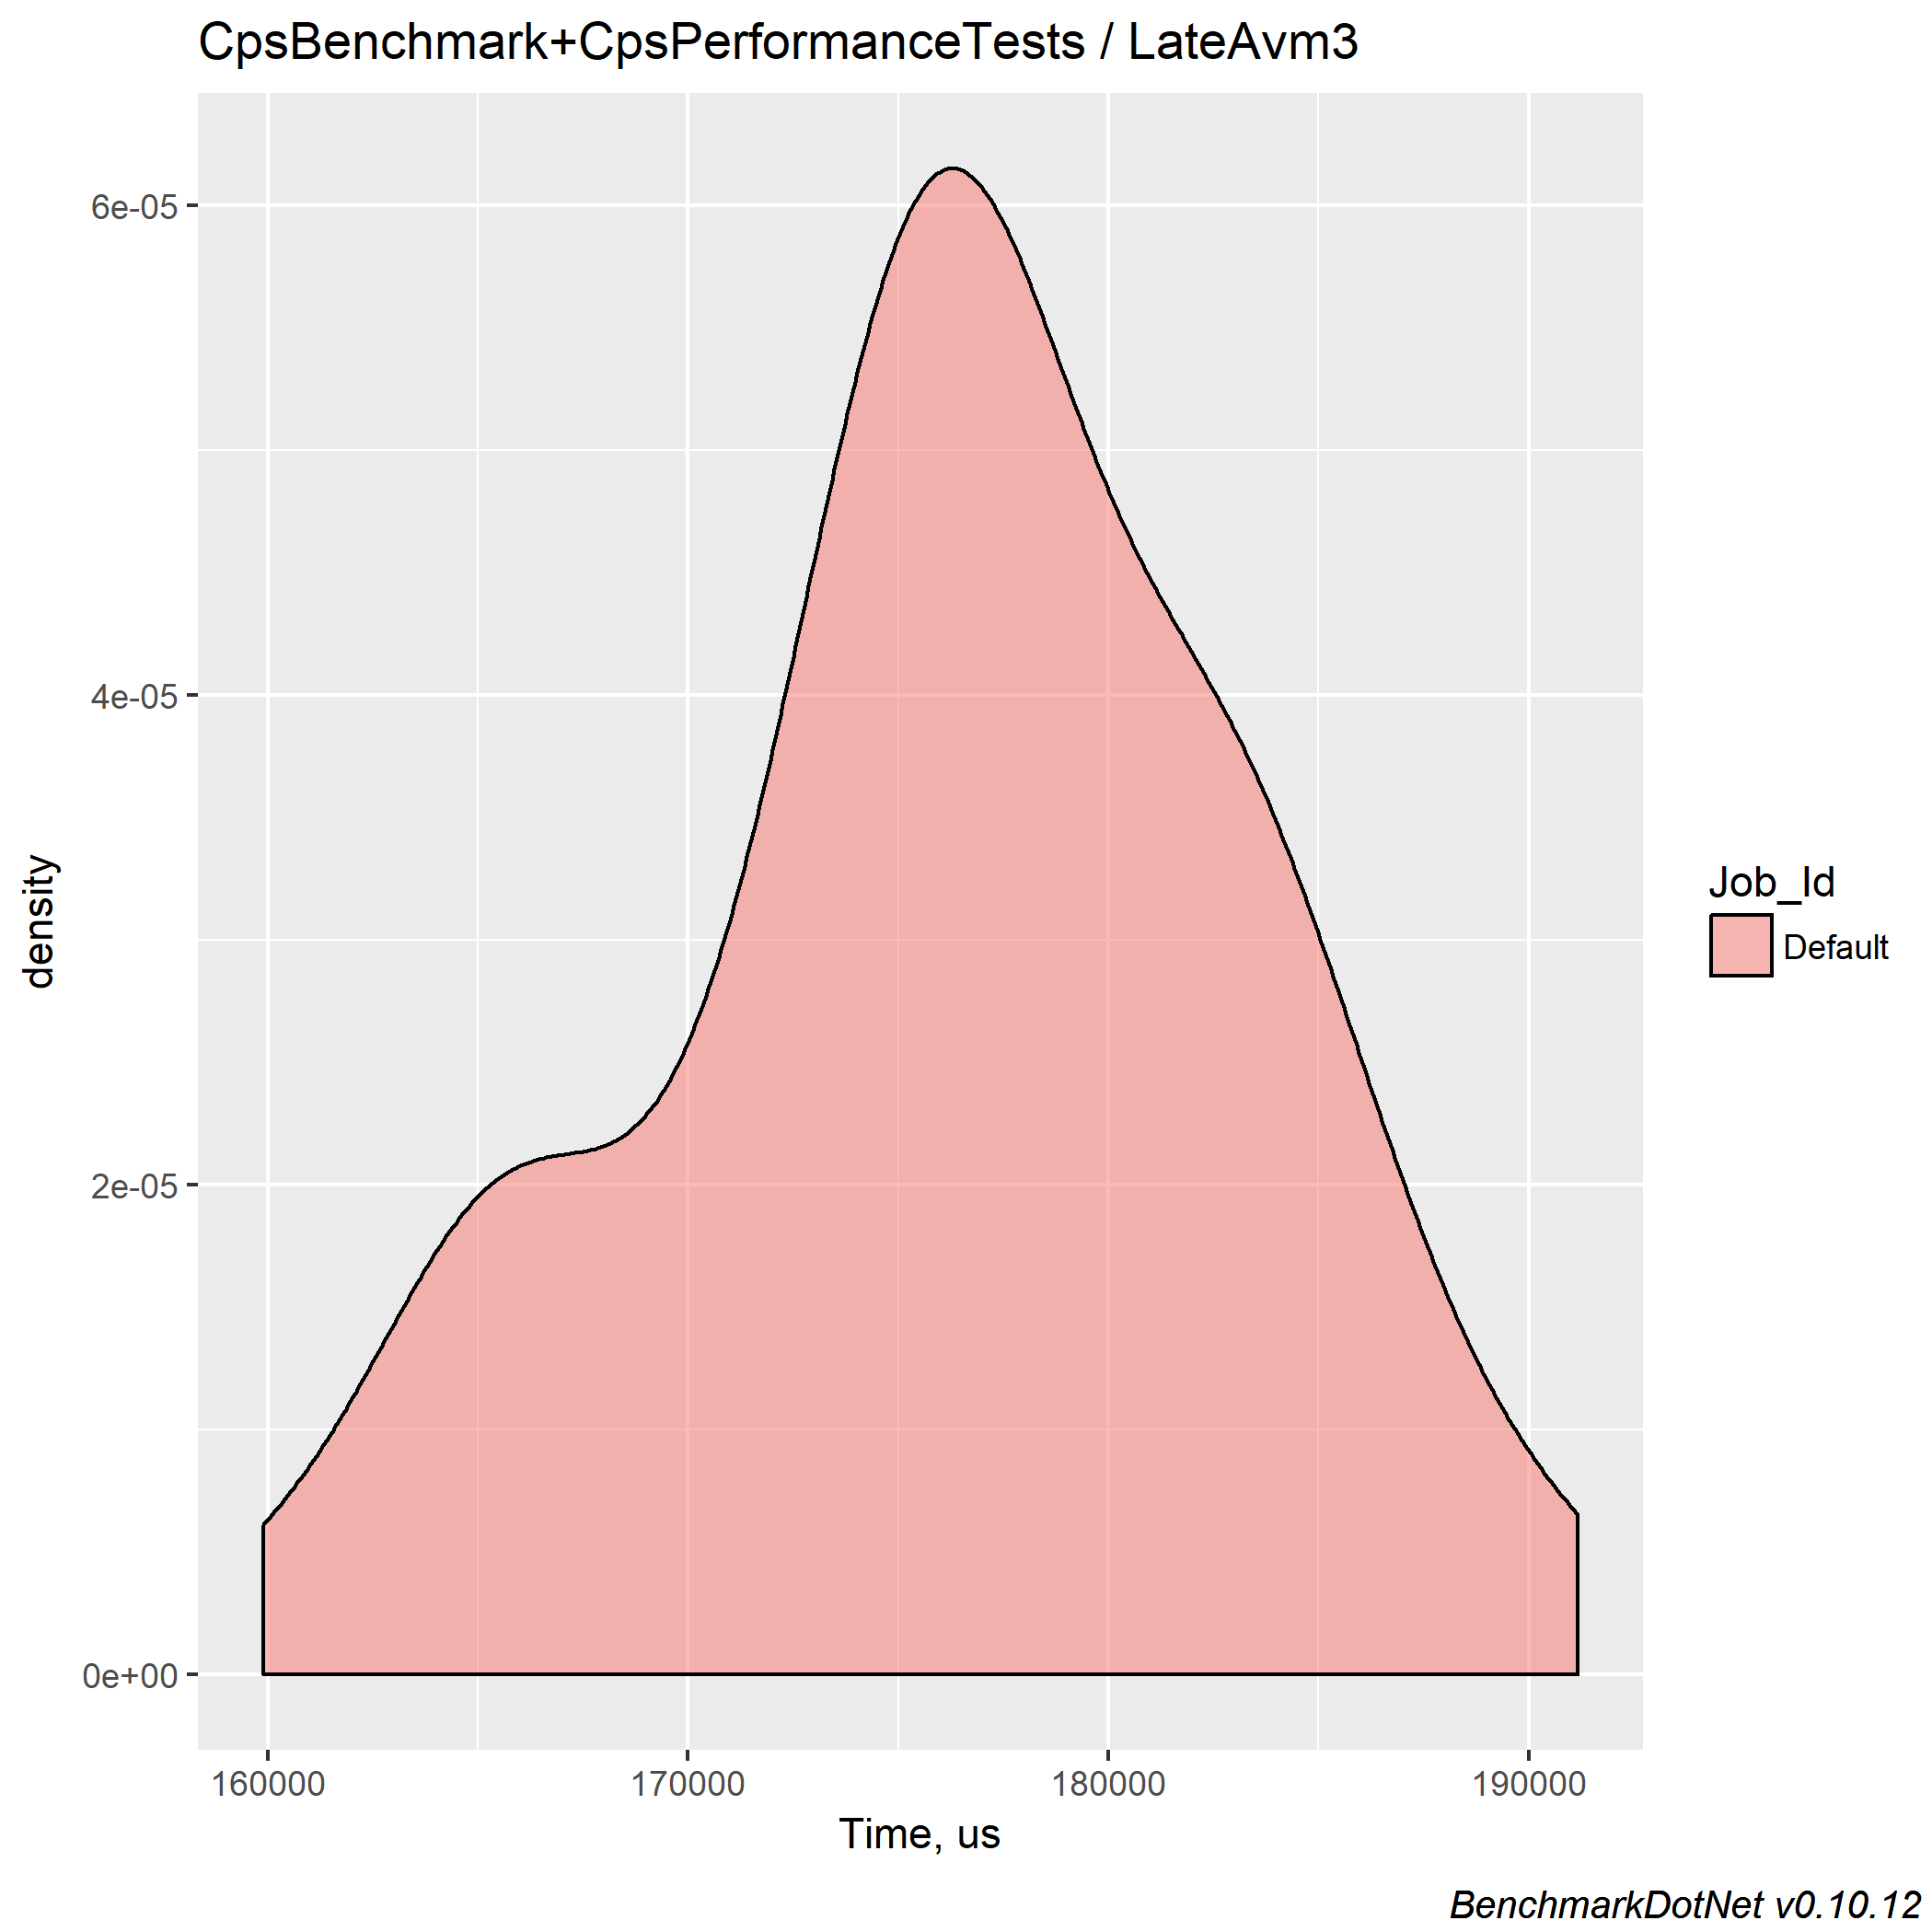 CpsBenchmark+CpsPerformanceTests / LateAvm3
6e-05
4e-05
2e-05
0e+00
density
160000 170000 180000 190000
Time, us
Job_Id
Default
BenchmarkDotNet v0.10.12